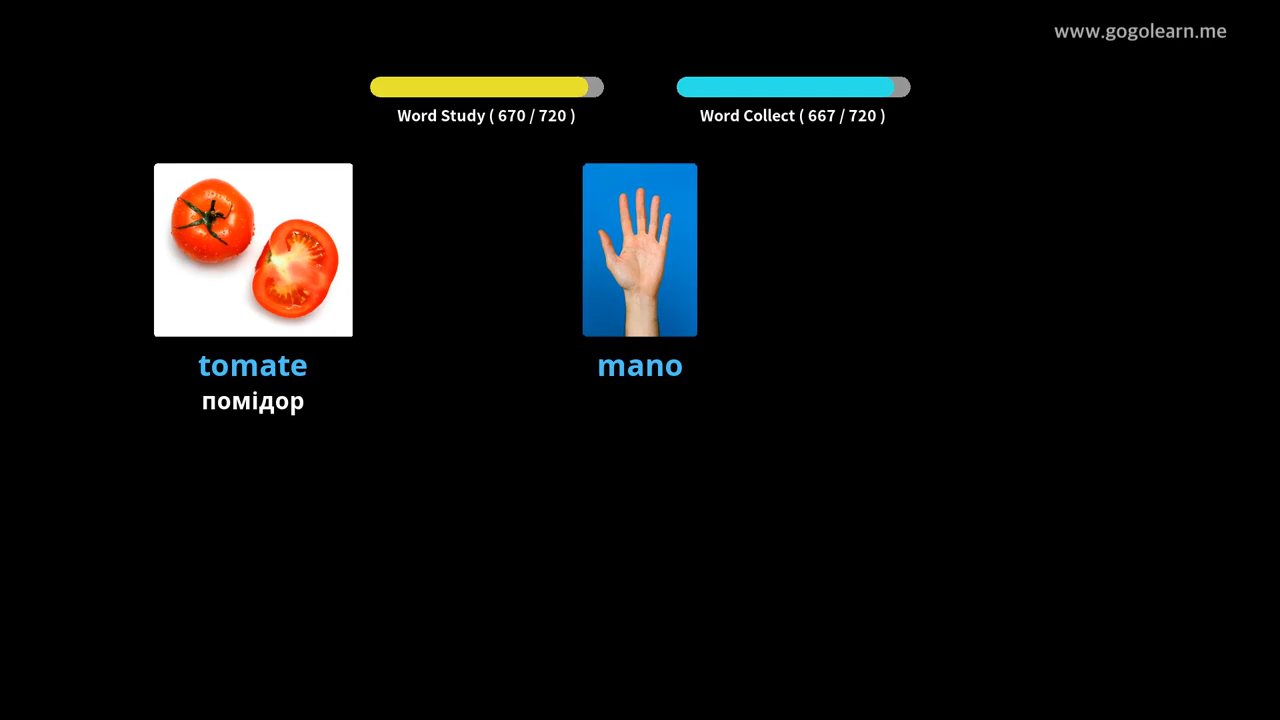 www.gogolearn.me
Word Study ( 670 / 720 )
Word Collect ( 667 / 720 )
tomate
помідор
mano